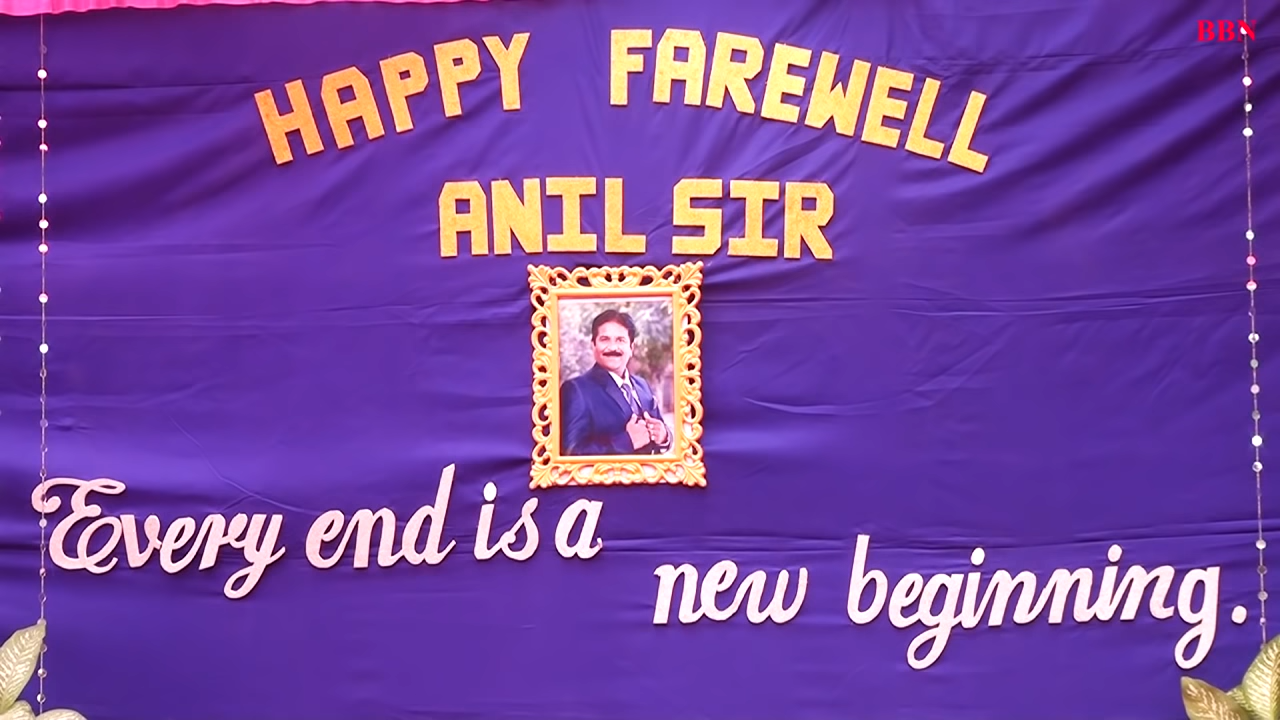 BBN
HAPPY FAREWELL
ANIL SIR
Every end is a
new beginning.